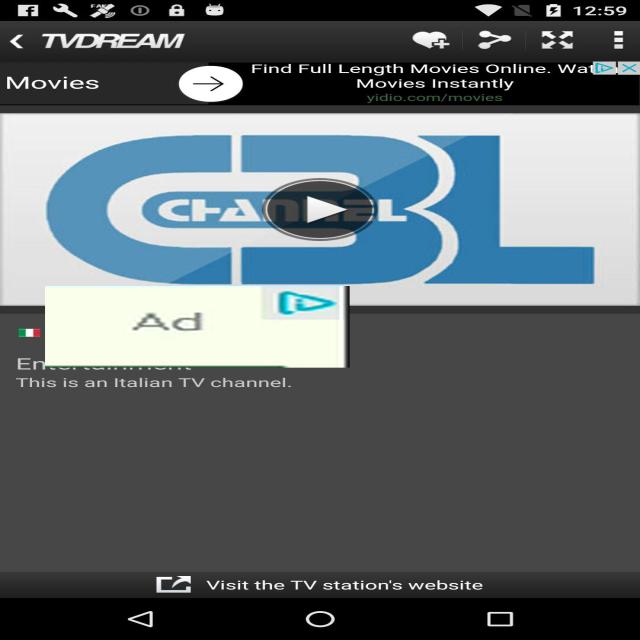 FAKE
12:59
TVDREAM
Movies
Find Full Length Movies Online. Wat
Movies Instantly
yidio.com/movies
CBL
CHANNEL
Ad
Entertainment
This is an Italian TV channel.
Visit the TV station's website